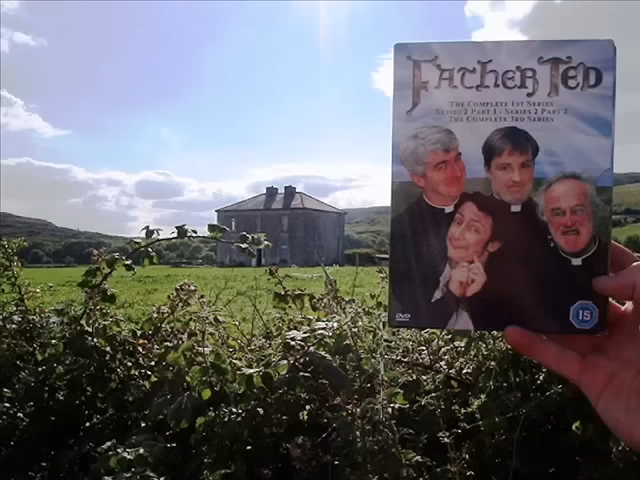 Father Ted
The Complete 1st Series
Series 2 Part 1 - Series 2 Part 2
The Complete 3rd Series
DVD
15